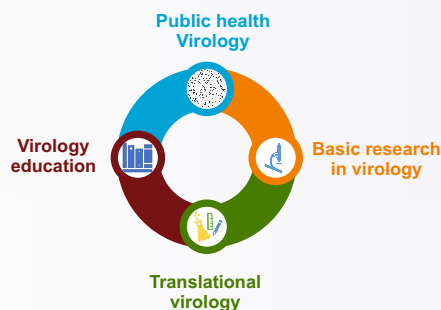 Public health
Virology
Virology
education
Basic research
in virology
Translational
virology